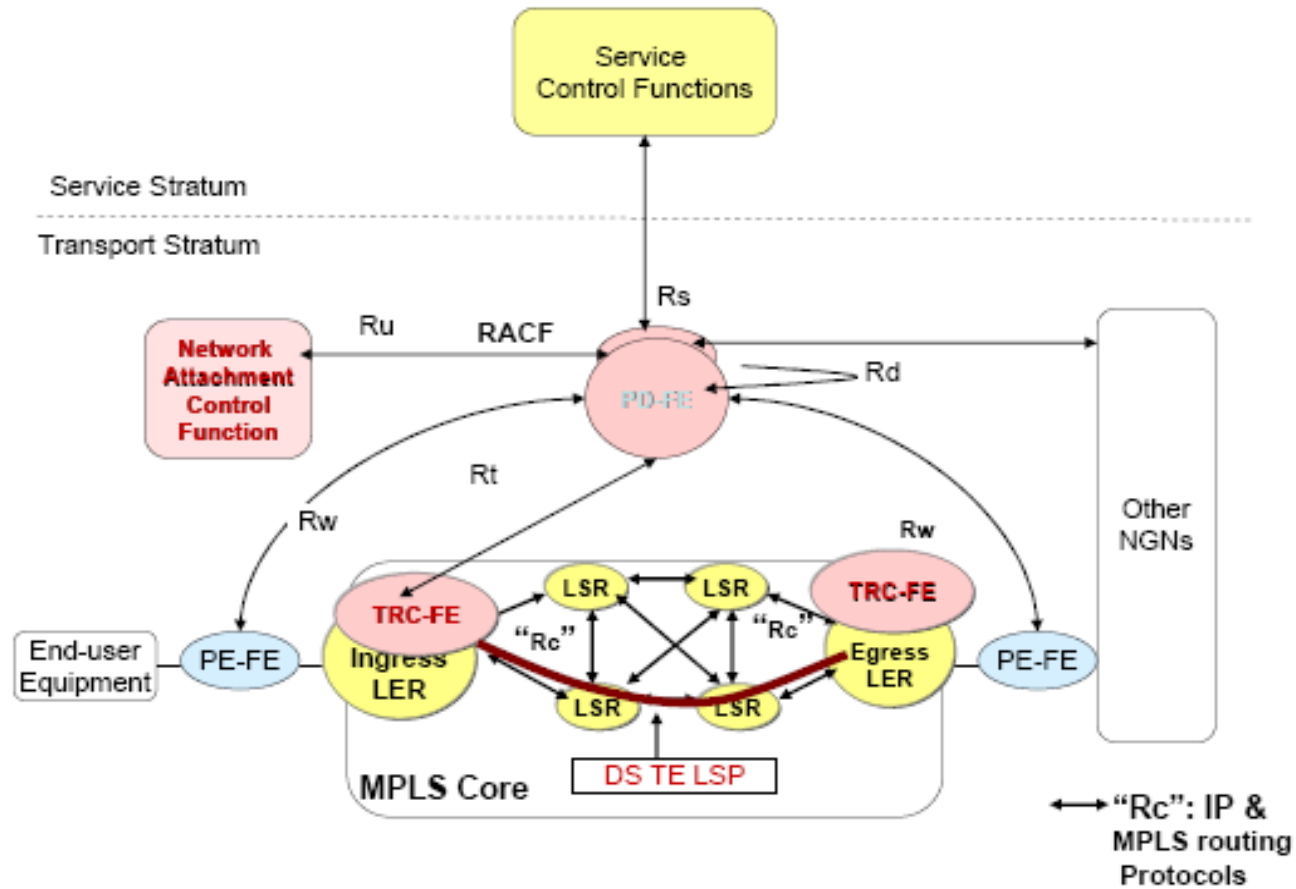 Service
Control Functions
Service Stratum
Transport Stratum
Rs
Ru
RACF
Network
Attachment
Control
Function
Rd
PD-FE
Rt
Rw
Other
NGNs
Rw
LSR
LSR
TRC-FE
TRC-FE
"Rc"
"Rc"
End-user
Equipment
PE-FE
Ingress
LER
Egress
LER
PE-FE
LSR
LSR
DS TE LSP
MPLS Core
"Rc": IP &
MPLS routing
Protocols